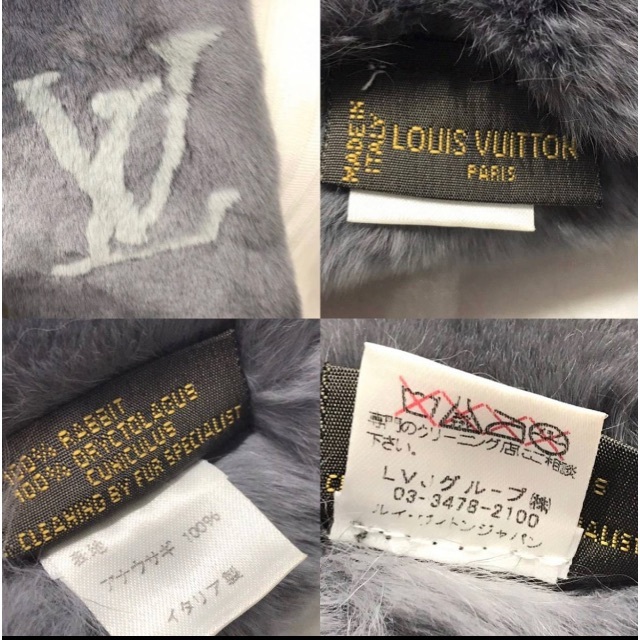 LV
MADE IN
ITALY
LOUIS VUITTON
PARIS
100% RABBIT
100% ORYCTOLAGUS
CUNICULUS
CLEANING BY FUR SPECIALIST
表地
アナウサギ 100%
イタリア製
専門のクリーニング店にご相談
下さい。
LVJグループ㈱
03-3478-2100
ルイ・ヴィトンジャパン
S
IALIST